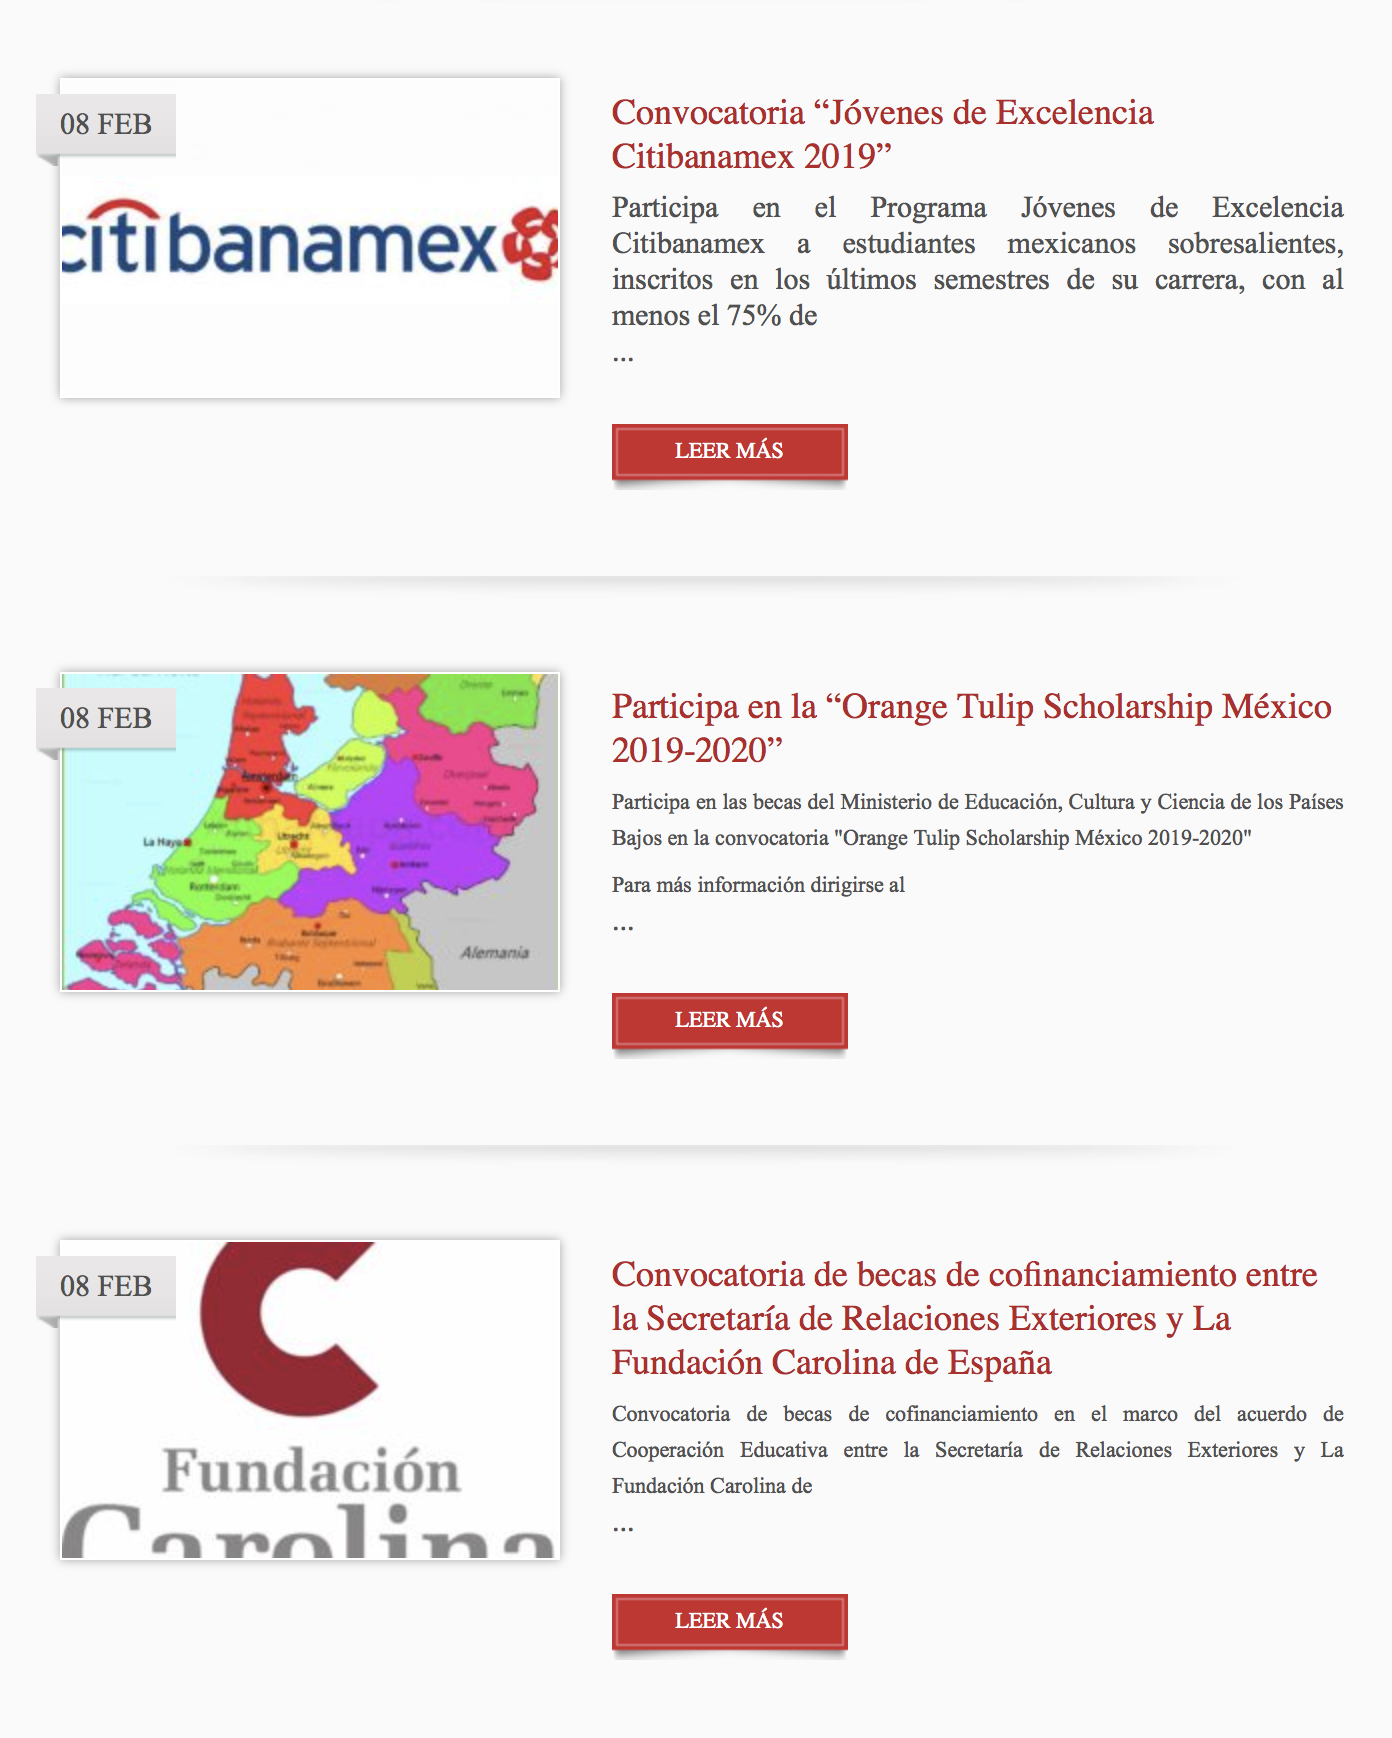 08 FEB
citibanamex
Convocatoria “Jóvenes de Excelencia
Citibanamex 2019”
Participa en el Programa Jóvenes de Excelencia
Citibanamex a estudiantes mexicanos sobresalientes,
inscritos en los últimos semestres de su carrera, con al
menos el 75% de
...
LEER MÁS
08 FEB
Amsterdam
La Haya
Utrecht
Rotterdam
Alemania
Participa en la “Orange Tulip Scholarship México
2019-2020”
Participa en las becas del Ministerio de Educación, Cultura y Ciencia de los Países
Bajos en la convocatoria "Orange Tulip Scholarship México 2019-2020"
Para más información dirigirse al
...
LEER MÁS
08 FEB
Fundación
Carolina
Convocatoria de becas de cofinanciamiento entre
la Secretaría de Relaciones Exteriores y La
Fundación Carolina de España
Convocatoria de becas de cofinanciamiento en el marco del acuerdo de
Cooperación Educativa entre la Secretaría de Relaciones Exteriores y La
Fundación Carolina de
...
LEER MÁS